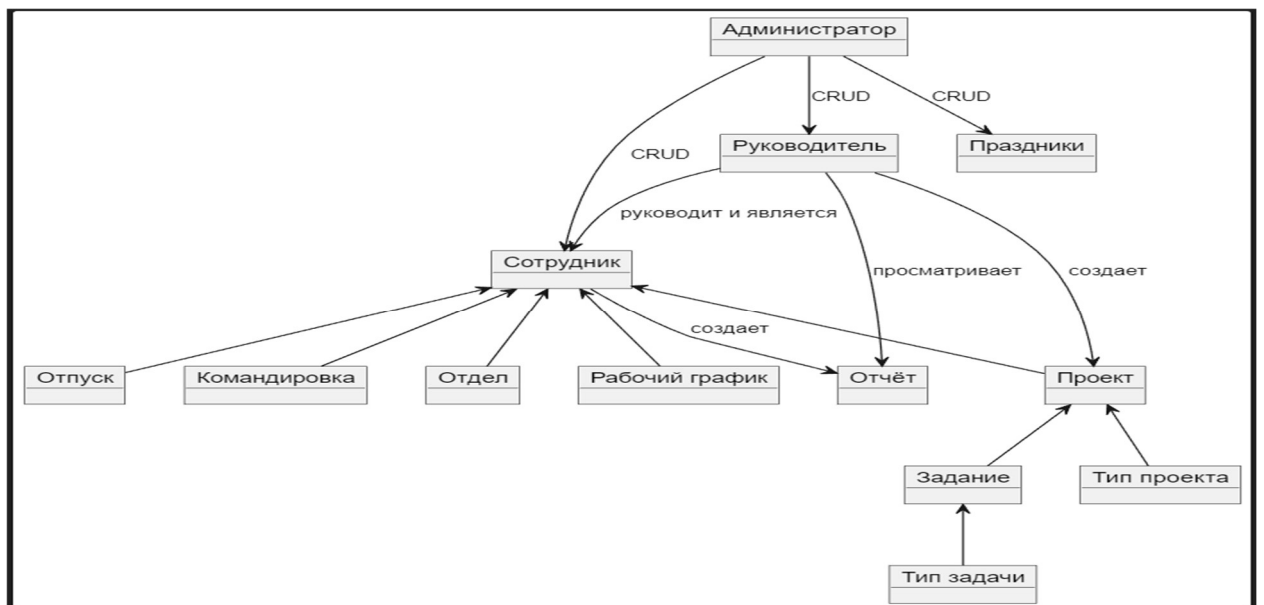 Администратор
CRUD
CRUD
Руководитель
Праздники
CRUD
руководит и является
Сотрудник
просматривает
создает
создает
Отпуск
Командировка
Отдел
Рабочий график
Отчёт
Проект
Задание
Тип проекта
Тип задачи